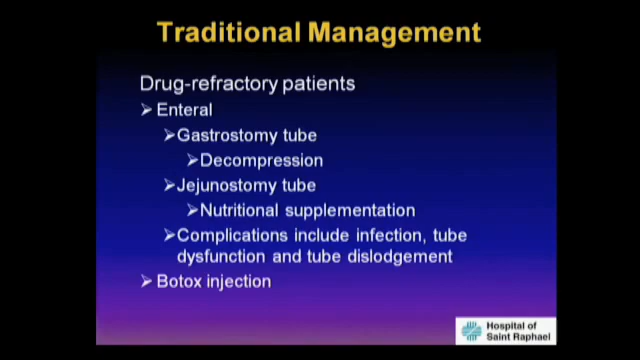 Traditional Management
Drug-refractory patients
➢ Enteral
➢Gastrostomy tube
➢Decompression
➢Jejunostomy tube
➢Nutritional supplementation
➢Complications include infection, tube
dysfunction and tube dislodgement
➢ Botox injection
Hospital of
Saint Raphael